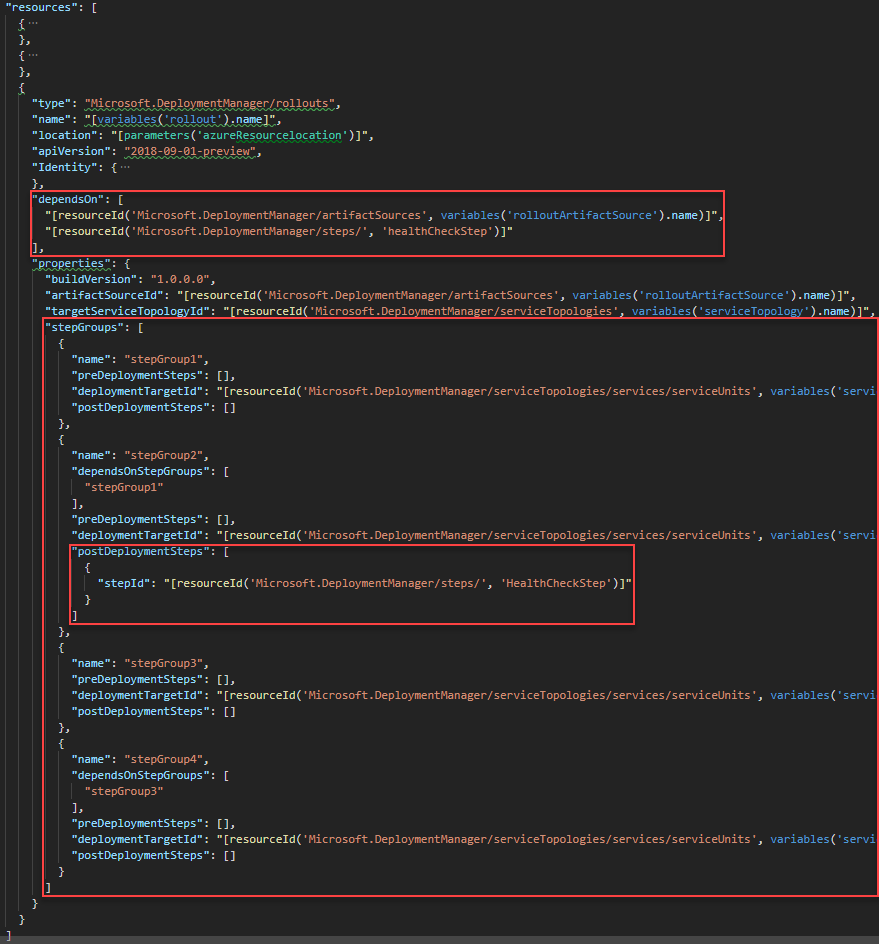 "resources": [
{ ...
},
{ ...
},
{
"type": "Microsoft.DeploymentManager/rollouts",
"name": "[variables('rollout').name]",
"location": "[parameters('azureResourcelocation')]",
"apiVersion": "2018-09-01-preview",
"Identity": { ...
},
"dependsOn": [
"[resourceId('Microsoft.DeploymentManager/artifactSources', variables('rolloutArtifactSource').name)]",
"[resourceId('Microsoft.DeploymentManager/steps/', 'healthCheckStep')]"
],
"properties": {
"buildVersion": "1.0.0.0",
"artifactSourceId": "[resourceId('Microsoft.DeploymentManager/artifactSources', variables('rolloutArtifactSource').name)]",
"targetServiceTopologyId": "[resourceId('Microsoft.DeploymentManager/serviceTopologies', variables('serviceTopology').name)]",
"stepGroups": [
{
"name": "stepGroup1",
"preDeploymentSteps": [],
"deploymentTargetId": "[resourceId('Microsoft.DeploymentManager/serviceTopologies/services/serviceUnits', variables('servi
"postDeploymentSteps": []
},
{
"name": "stepGroup2",
"dependsOnStepGroups": [
"stepGroup1"
],
"preDeploymentSteps": [],
"deploymentTargetId": "[resourceId('Microsoft.DeploymentManager/serviceTopologies/services/serviceUnits', variables('servi
"postDeploymentSteps": [
{
"stepId": "[resourceId('Microsoft.DeploymentManager/steps/', 'HealthCheckStep')]"
}
]
},
{
"name": "stepGroup3",
"preDeploymentSteps": [],
"deploymentTargetId": "[resourceId('Microsoft.DeploymentManager/serviceTopologies/services/serviceUnits', variables('servi
"postDeploymentSteps": []
},
{
"name": "stepGroup4",
"dependsOnStepGroups": [
"stepGroup3"
],
"preDeploymentSteps": [],
"deploymentTargetId": "[resourceId('Microsoft.DeploymentManager/serviceTopologies/services/serviceUnits', variables('servi
"postDeploymentSteps": []
}
]
}
}
]